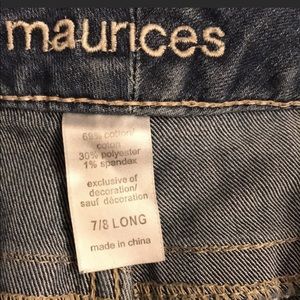 maurices
69% cotton/
coton
30% polyester
1% spandex
exclusive of
decoration/
sauf décoration
7/8 LONG
made in china